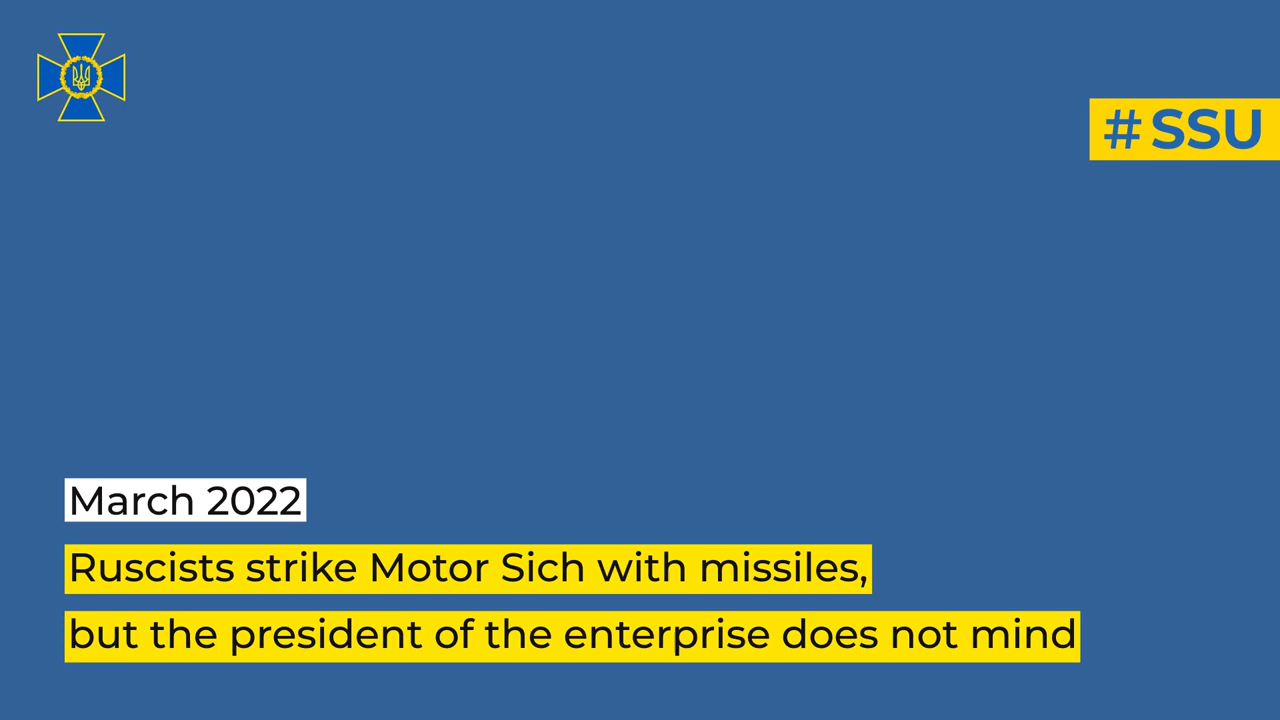 #SSU
March 2022
Ruscists strike Motor Sich with missiles,
but the president of the enterprise does not mind